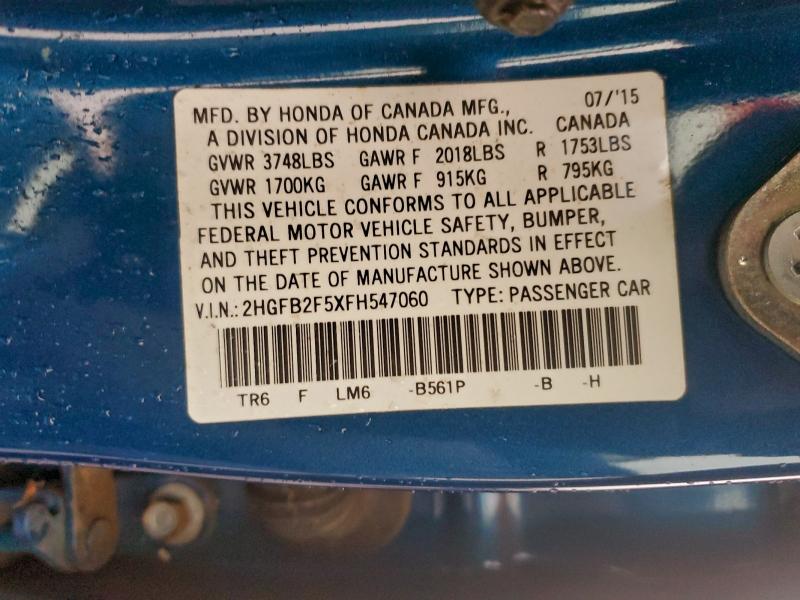 MFD. BY HONDA OF CANADA MFG., 07/'15
A DIVISION OF HONDA CANADA INC. CANADA
GVWR 3748LBS GAWR F 2018LBS R 1753LBS
GVWR 1700KG GAWR F 915KG R 795KG
THIS VEHICLE CONFORMS TO ALL APPLICABLE
FEDERAL MOTOR VEHICLE SAFETY, BUMPER,
AND THEFT PREVENTION STANDARDS IN EFFECT
ON THE DATE OF MANUFACTURE SHOWN ABOVE.
V.I.N.: 2HGFB2F5XFH547060 TYPE: PASSENGER CAR
TR6 F LM6 -B561P -B -H